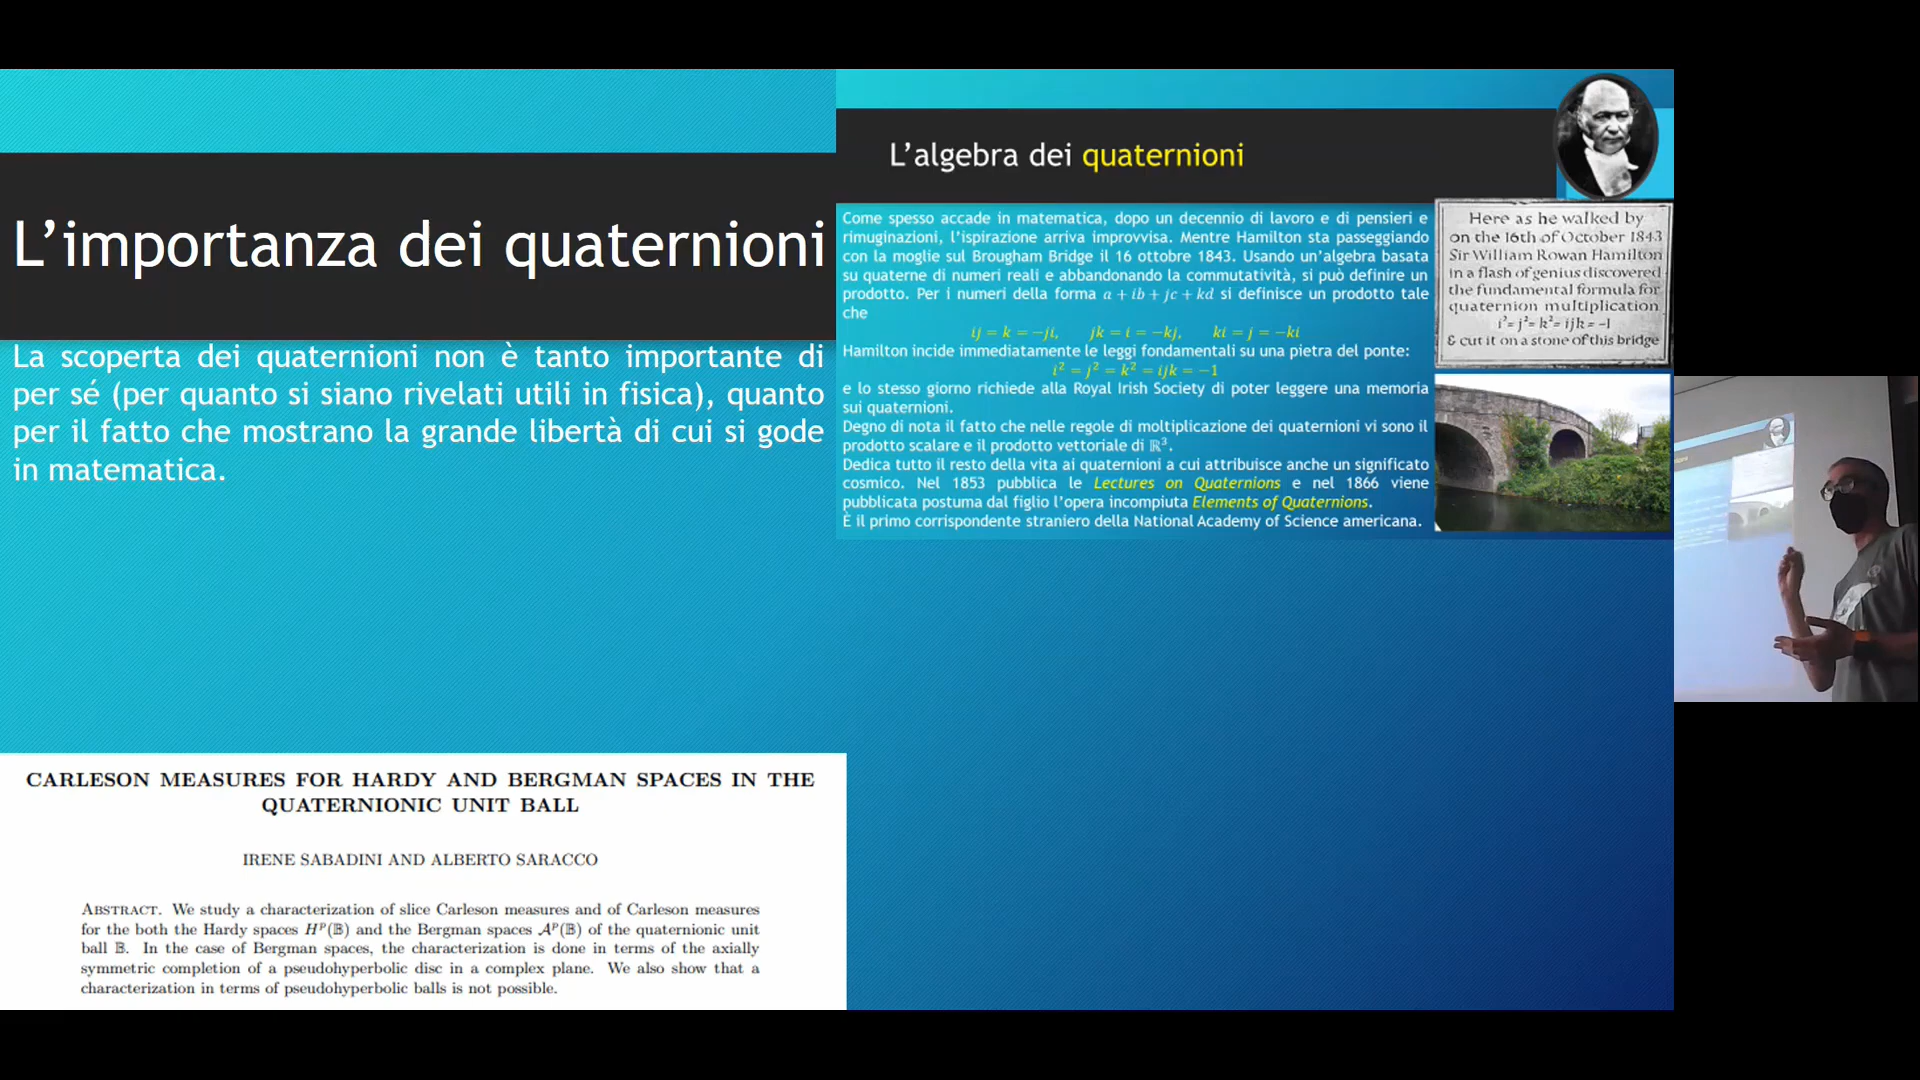 L'importanza dei quaternioni
La scoperta dei quaternioni non è tanto importante di
per sé (per quanto si siano rivelati utili in fisica), quanto
per il fatto che mostrano la grande libertà di cui si gode
in matematica.
CARLESON MEASURES FOR HARDY AND BERGMAN SPACES IN THE
QUATERNIONIC UNIT BALL
IRENE SABADINI AND ALBERTO SARACCO
ABSTRACT. We study a characterization of slice Carleson measures and of Carleson measures
for the both the Hardy spaces Hᵖ(𝔹) and the Bergman spaces 𝒜ᵖ(𝔹) of the quaternionic unit
ball 𝔹. In the case of Bergman spaces, the characterization is done in terms of the axially
symmetric completion of a pseudohyperbolic disc in a complex plane. We also show that a
characterization in terms of pseudohyperbolic balls is not possible.
L'algebra dei quaternioni
Come spesso accade in matematica, dopo un decennio di lavoro e di pensieri e
rimuginazioni, l'ispirazione arriva improvvisa. Mentre Hamilton sta passeggiando
con la moglie sul Brougham Bridge il 16 ottobre 1843. Usando un'algebra basata
su quaterne di numeri reali e abbandonando la commutatività, si può definire un
prodotto. Per i numeri della forma a + ib + jc + kd si definisce un prodotto tale
che
ij = k = −ji, jk = i = −kj, ki = j = −ki
Hamilton incide immediatamente le leggi fondamentali su una pietra del ponte:
i² = j² = k² = ijk = −1
e lo stesso giorno richiede alla Royal Irish Society di poter leggere una memoria
sui quaternioni.
Degno di nota il fatto che nelle regole di moltiplicazione dei quaternioni vi sono il
prodotto scalare e il prodotto vettoriale di ℝ³.
Dedica tutto il resto della vita ai quaternioni a cui attribuisce anche un significato
cosmico. Nel 1853 pubblica le Lectures on Quaternions e nel 1866 viene
pubblicata postuma dal figlio l'opera incompiuta Elements of Quaternions.
È il primo corrispondente straniero della National Academy of Science americana.
Here as he walked by
on the 16th of October 1843
Sir William Rowan Hamilton
in a flash of genius discovered
the fundamental formula for
quaternion multiplication
i² = j² = k² = ijk = −1
& cut it on a stone of this bridge